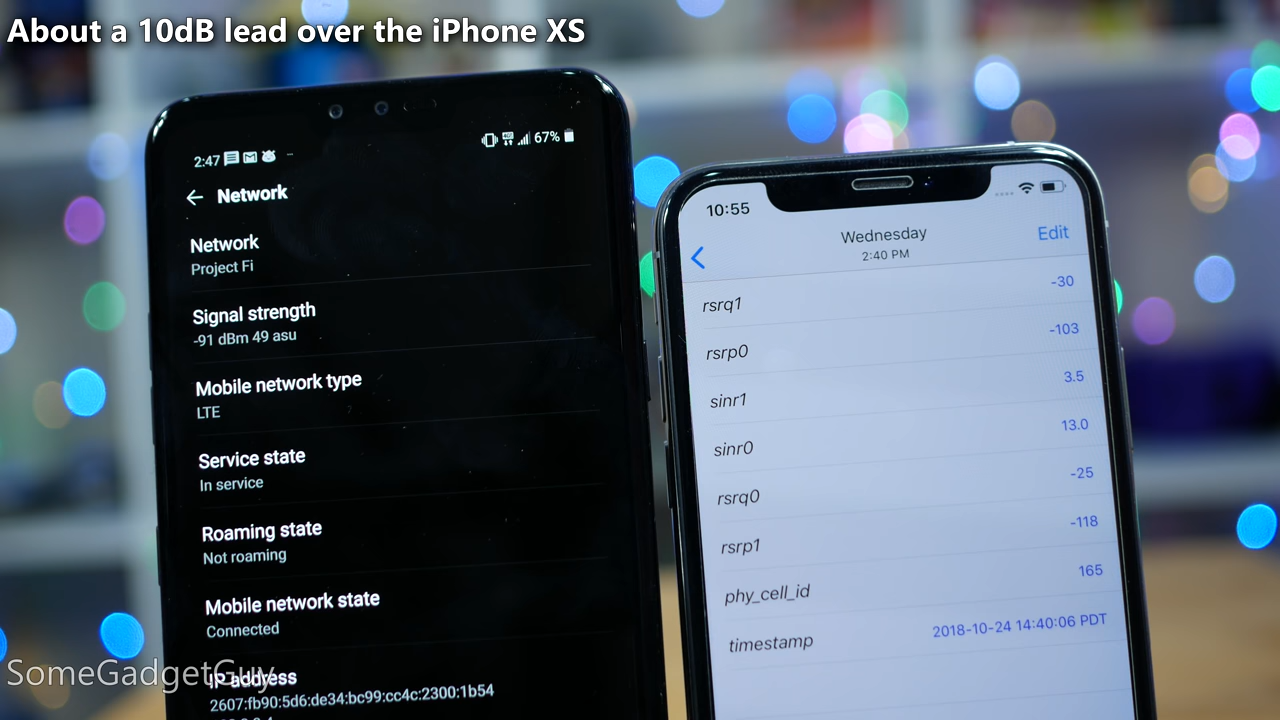 About a 10dB lead over the iPhone XS
2:47
67%
Network
Network
Project Fi
Signal strength
-91 dBm 49 asu
Mobile network type
LTE
Service state
In service
Roaming state
Not roaming
Mobile network state
Connected
IP address
2607:fb90:5d6:de34:bc99:cc4c:2300:1b54
10:55
Wednesday
2:40 PM
Edit
rsrq1 -30
rsrp0 -103
sinr1 3.5
sinr0 13.0
rsrq0 -25
rsrp1 -118
phy_cell_id 165
timestamp 2018-10-24 14:40:06 PDT
SomeGadgetGuy